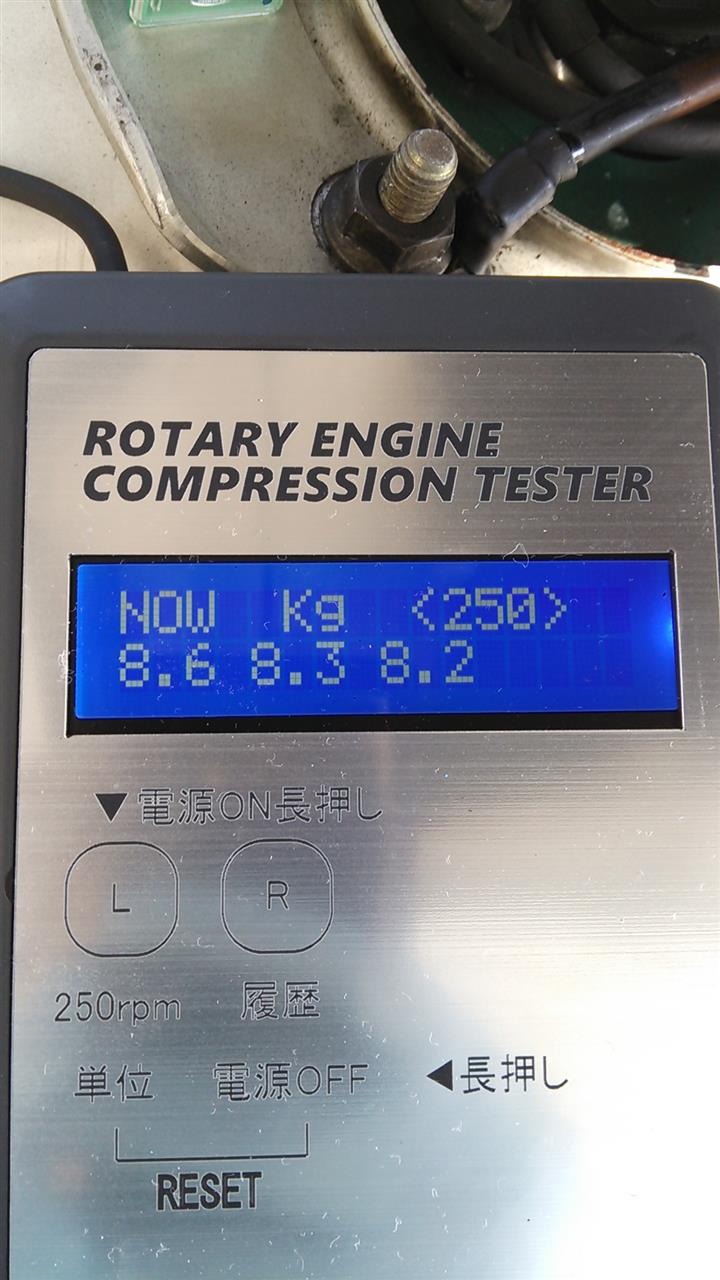 ROTARY ENGINE
COMPRESSION TESTER
NOW Kg <250>
8.6 8.3 8.2
▼電源ON長押し
L R
250rpm 履歴
単位 電源OFF ◀長押し
RESET